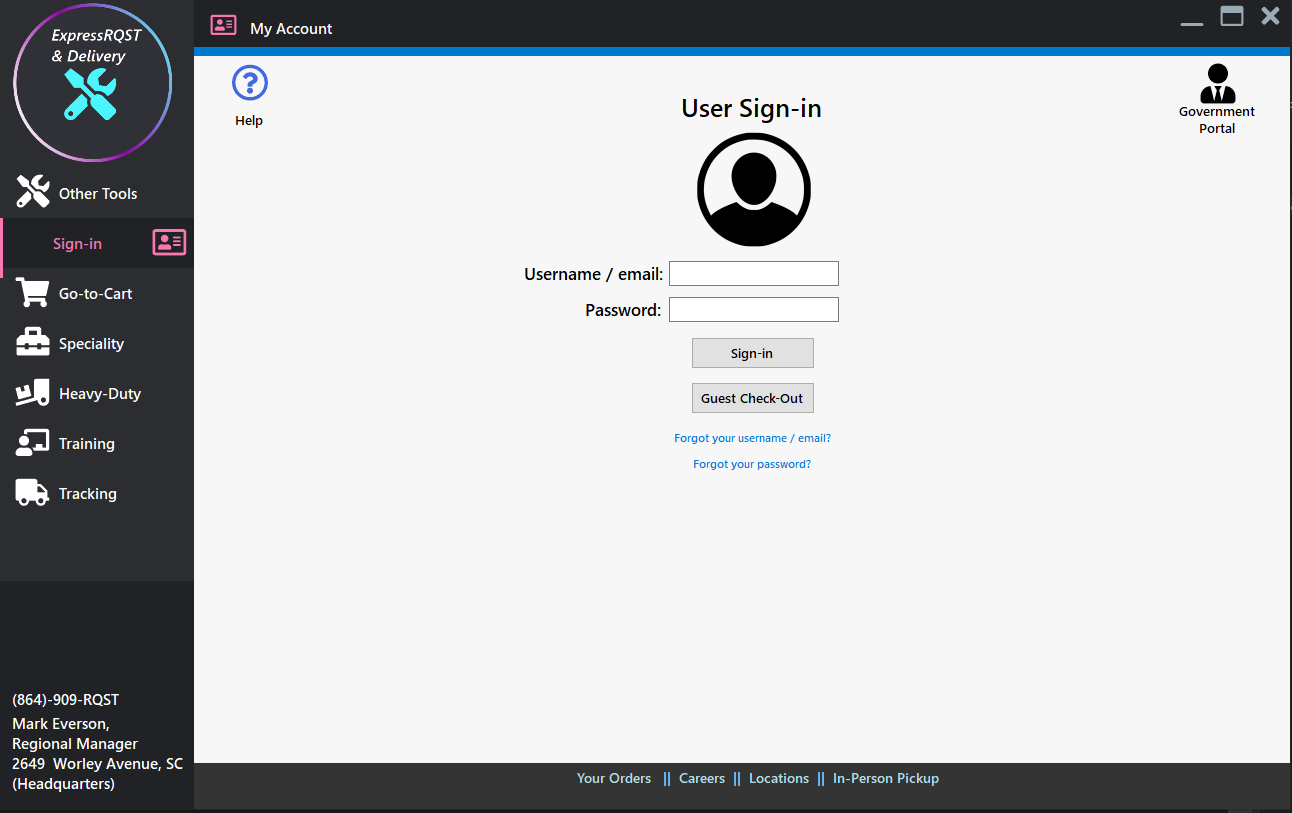 ExpressRQST
& Delivery
My Account
Other Tools
Sign-in
Go-to-Cart
Speciality
Heavy-Duty
Training
Tracking
(864)-909-RQST
Mark Everson,
Regional Manager
2649 Worley Avenue, SC
(Headquarters)
?
Help
User Sign-in
Government
Portal
Username / email:
Password:
Sign-in
Guest Check-Out
Forgot your username / email?
Forgot your password?
Your Orders || Careers || Locations || In-Person Pickup